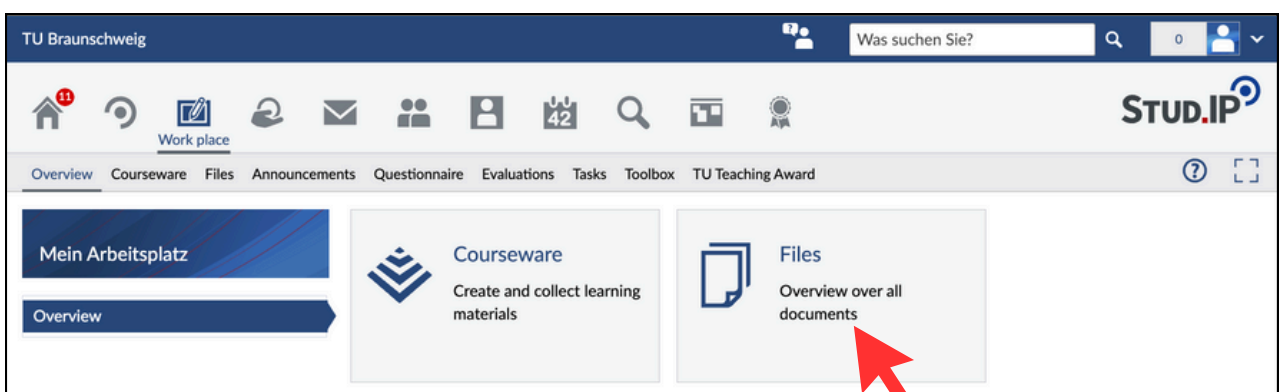 TU Braunschweig
Was suchen Sie?
0
11
42
Work place
STUD.IP
Overview Courseware Files Announcements Questionnaire Evaluations Tasks Toolbox TU Teaching Award
?
Mein Arbeitsplatz
Overview
Courseware
Create and collect learning
materials
Files
Overview over all
documents